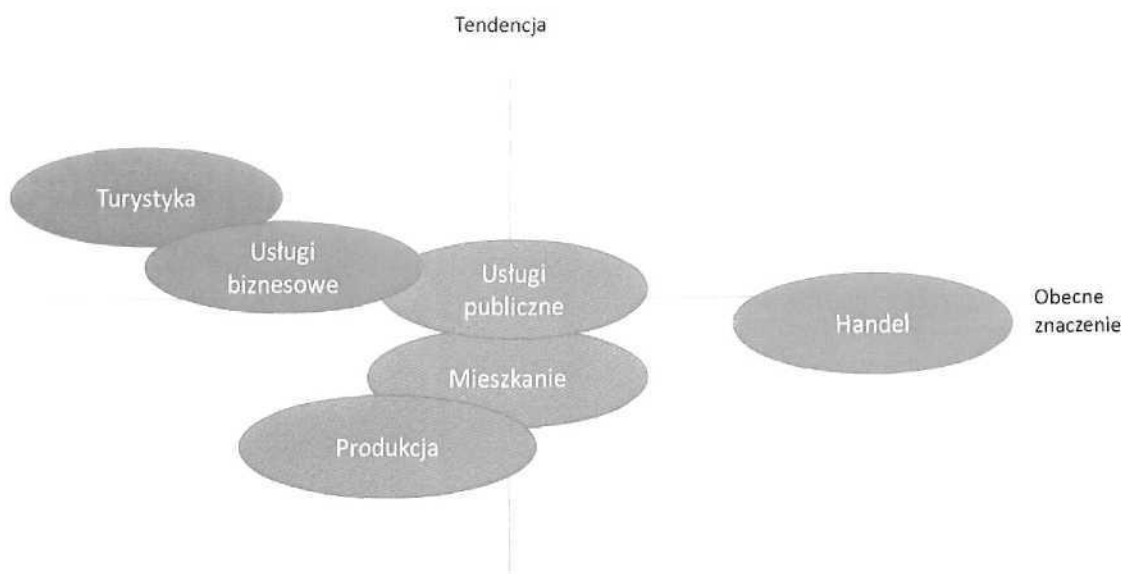 Tendencja
Turystyka
Usługi
biznesowe
Usługi
publiczne
Handel
Obecne
znaczenie
Mieszkanie
Produkcja